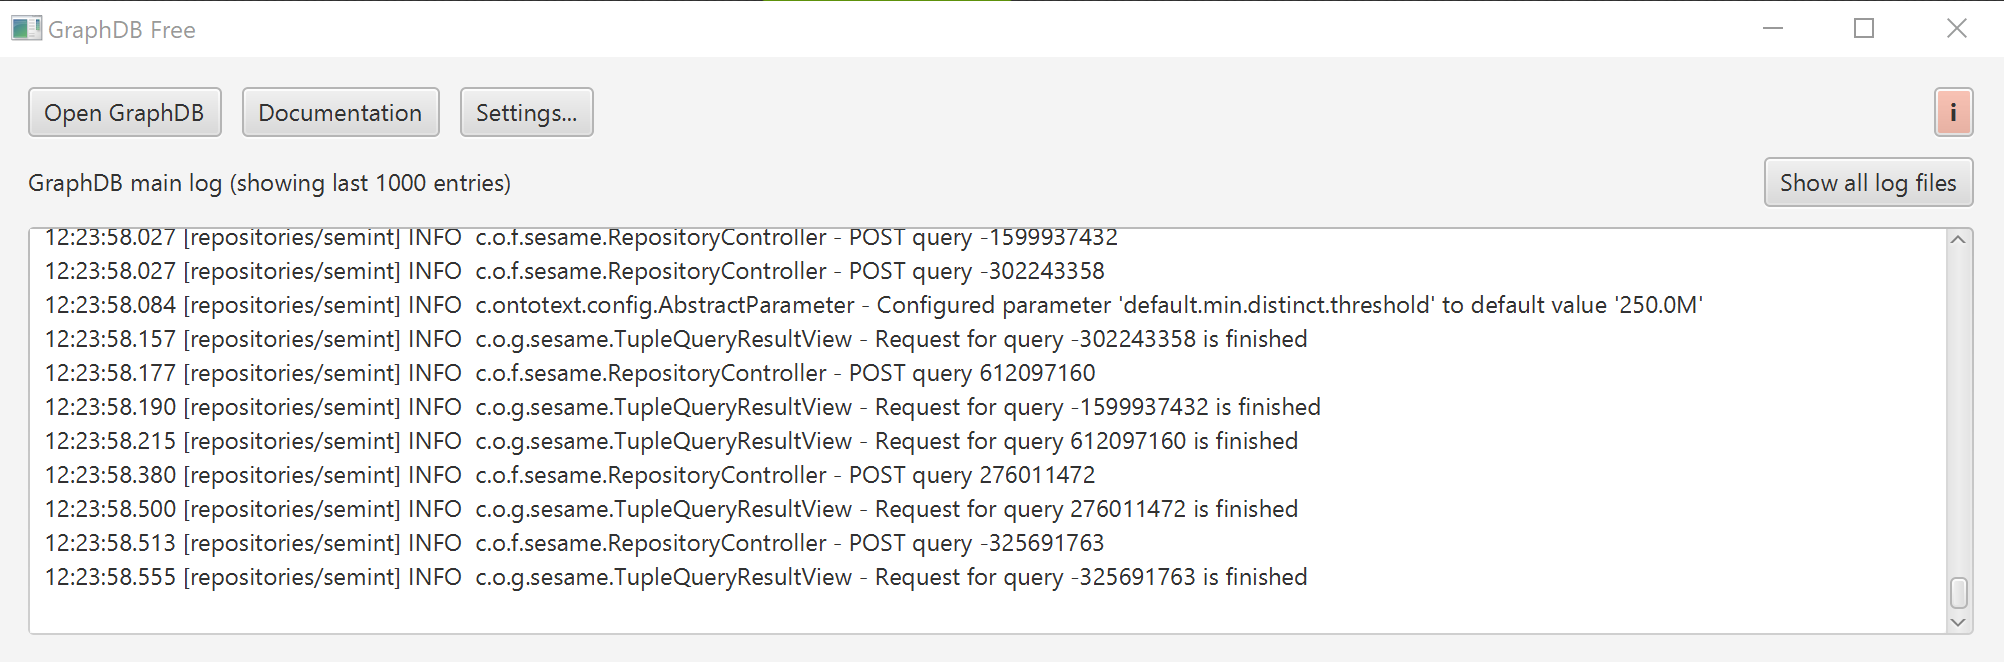 GraphDB Free
Open GraphDB Documentation Settings... i
GraphDB main log (showing last 1000 entries) Show all log files
12:23:58.027 [repositories/semint] INFO  c.o.f.sesame.RepositoryController - POST query -1599937432
12:23:58.027 [repositories/semint] INFO  c.o.f.sesame.RepositoryController - POST query -302243358
12:23:58.084 [repositories/semint] INFO  c.ontotext.config.AbstractParameter - Configured parameter 'default.min.distinct.threshold' to default value '250.0M'
12:23:58.157 [repositories/semint] INFO  c.o.g.sesame.TupleQueryResultView - Request for query -302243358 is finished
12:23:58.177 [repositories/semint] INFO  c.o.f.sesame.RepositoryController - POST query 612097160
12:23:58.190 [repositories/semint] INFO  c.o.g.sesame.TupleQueryResultView - Request for query -1599937432 is finished
12:23:58.215 [repositories/semint] INFO  c.o.g.sesame.TupleQueryResultView - Request for query 612097160 is finished
12:23:58.380 [repositories/semint] INFO  c.o.f.sesame.RepositoryController - POST query 276011472
12:23:58.500 [repositories/semint] INFO  c.o.g.sesame.TupleQueryResultView - Request for query 276011472 is finished
12:23:58.513 [repositories/semint] INFO  c.o.f.sesame.RepositoryController - POST query -325691763
12:23:58.555 [repositories/semint] INFO  c.o.g.sesame.TupleQueryResultView - Request for query -325691763 is finished